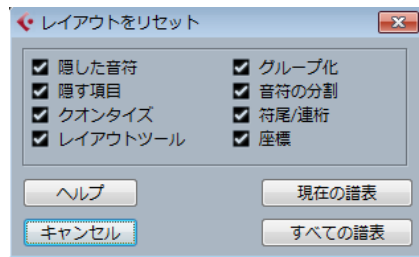 レイアウトをリセット
隠した音符
グループ化
隠す項目
音符の分割
クオンタイズ
符尾/連桁
レイアウトツール
座標
ヘルプ
現在の譜表
キャンセル
すべての譜表